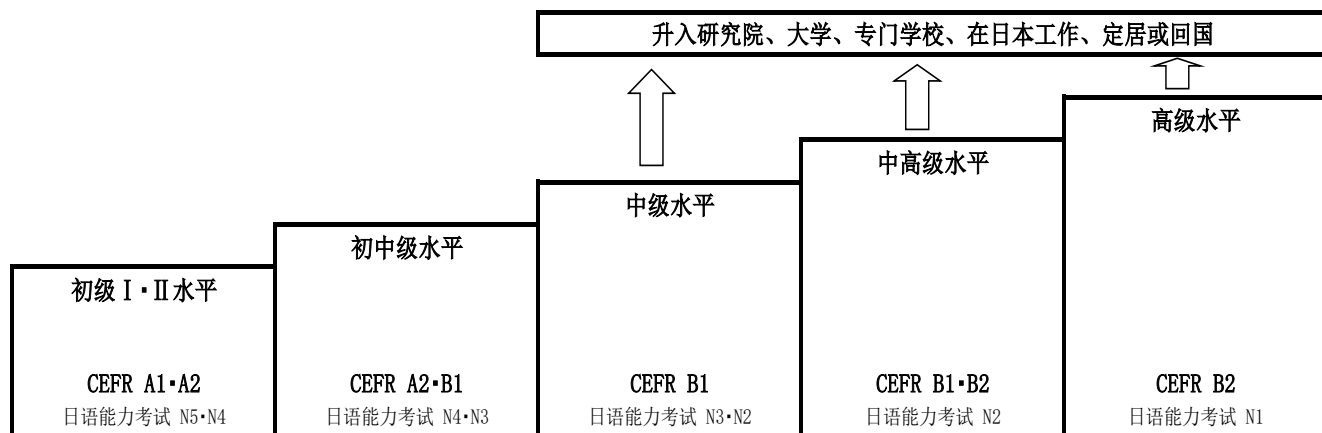 升入研究院、大学、专门学校、在日本工作、定居或回国
高级水平
中高级水平
中级水平
初中级水平
初级Ⅰ・Ⅱ水平
CEFR A1・A2
日语能力考试 N5・N4
CEFR A2・B1
日语能力考试 N4・N3
CEFR B1
日语能力考试 N3・N2
CEFR B1・B2
日语能力考试 N2
CEFR B2
日语能力考试 N1